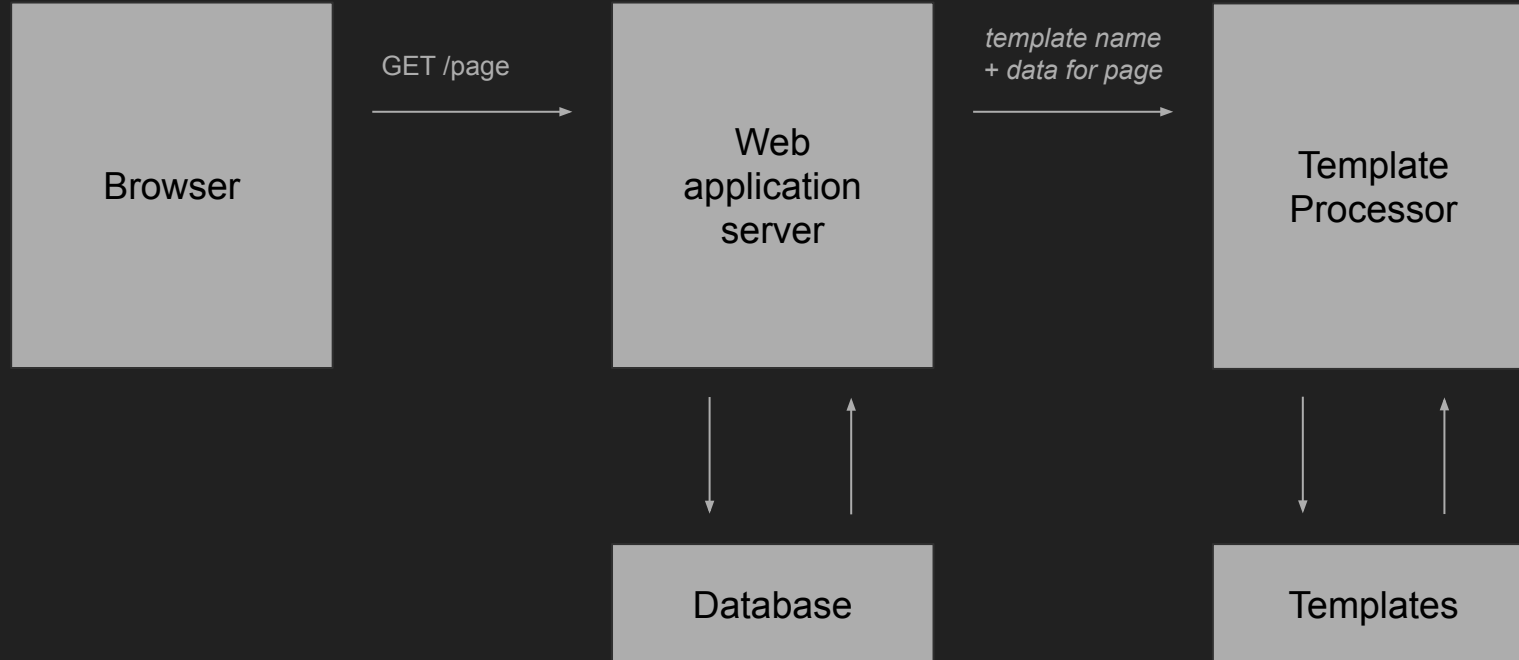 Browser
GET /page
Web
application
server
template name
+ data for page
Template
Processor
Database
Templates